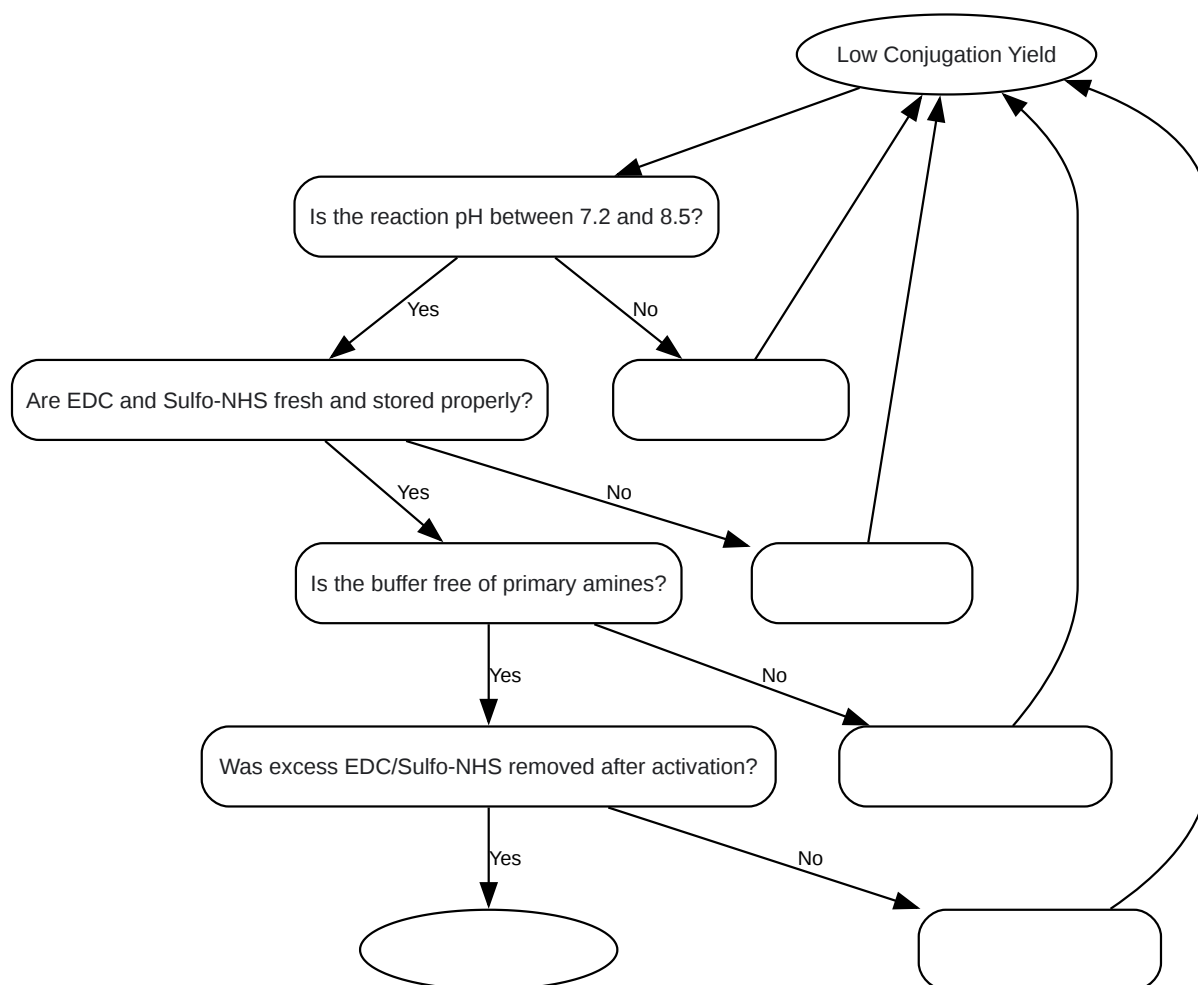 Low Conjugation Yield
Is the reaction pH between 7.2 and 8.5?
Yes
No
Are EDC and Sulfo-NHS fresh and stored properly?
Yes
No
Is the buffer free of primary amines?
Yes
No
Was excess EDC/Sulfo-NHS removed after activation?
Yes
No